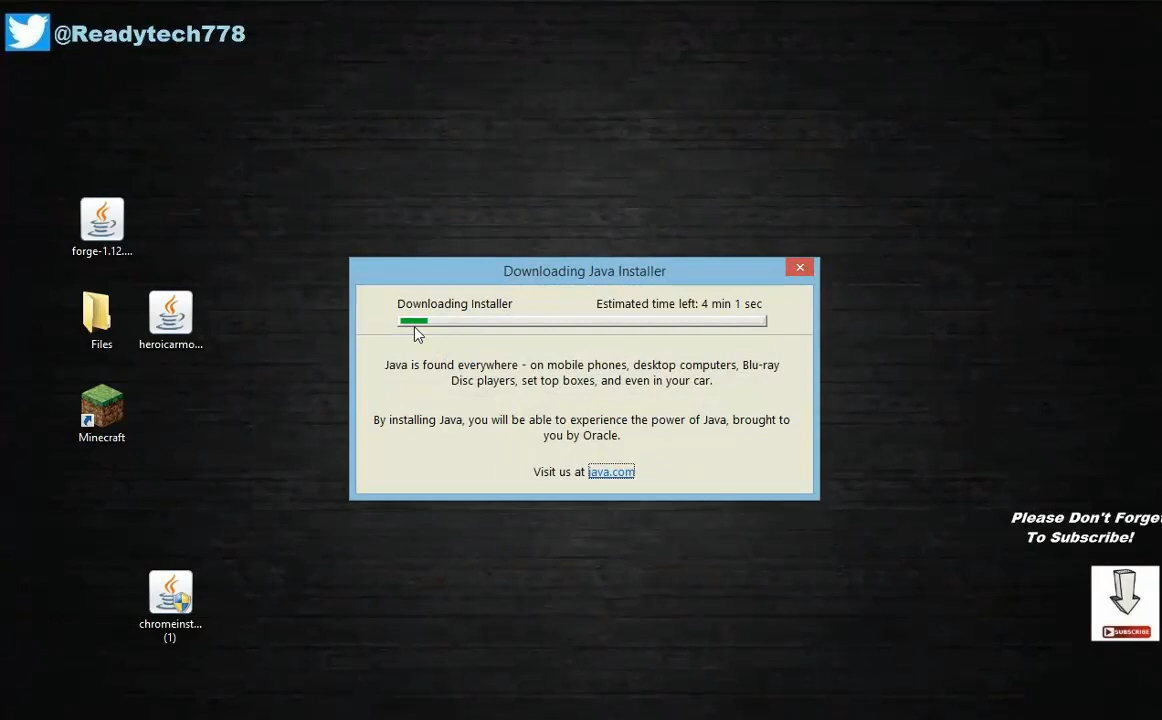 @Readytech778
forge-1.12....
Files
heroicarmo...
Minecraft
chromeinst...
(1)
Downloading Java Installer
Downloading Installer
Estimated time left: 4 min 1 sec
Java is found everywhere - on mobile phones, desktop computers, Blu-ray
Disc players, set top boxes, and even in your car.
By installing Java, you will be able to experience the power of Java, brought to
you by Oracle.
Visit us at java.com
Please Don't Forget
To Subscribe!
SUBSCRIBE